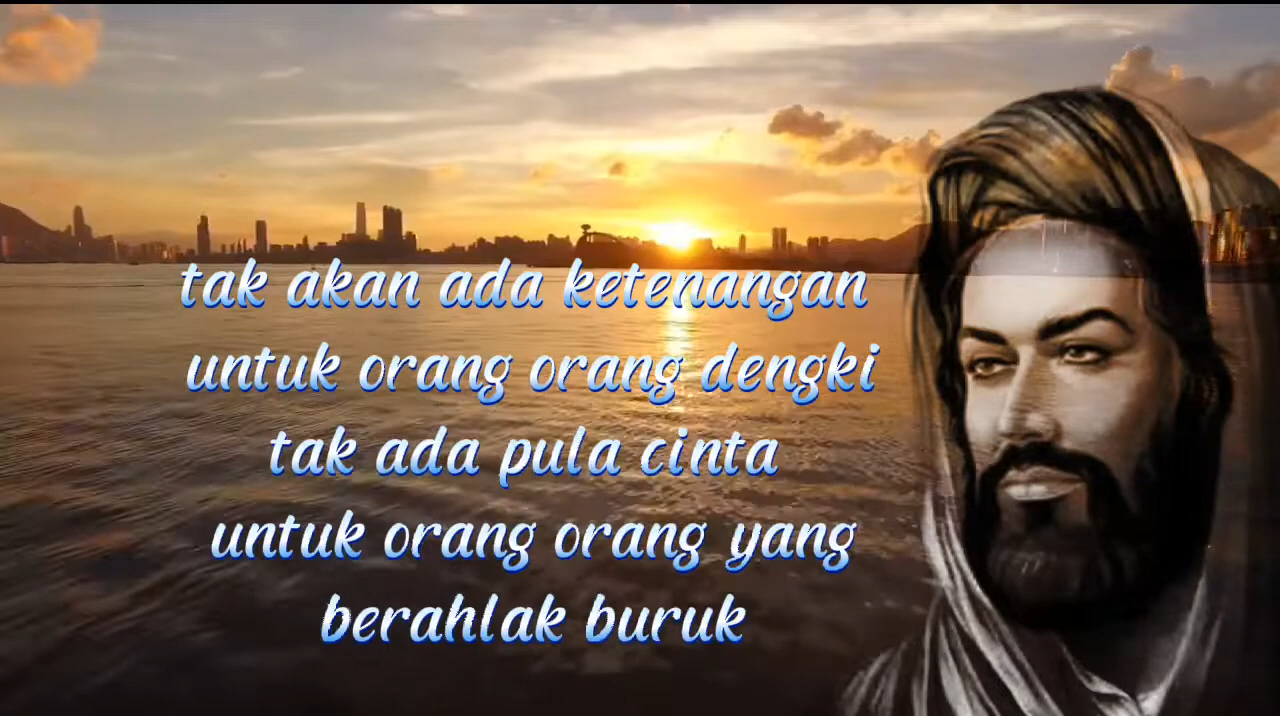 tak akan ada ketenangan
untuk orang orang dengki
tak ada pula cinta
untuk orang orang yang
berahlak buruk